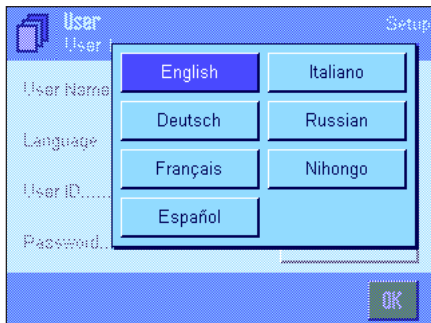 User
Setup
User
User Name
English
Italiano
Language
Deutsch
Russian
Français
Nihongo
User ID......
Español
Password...
OK